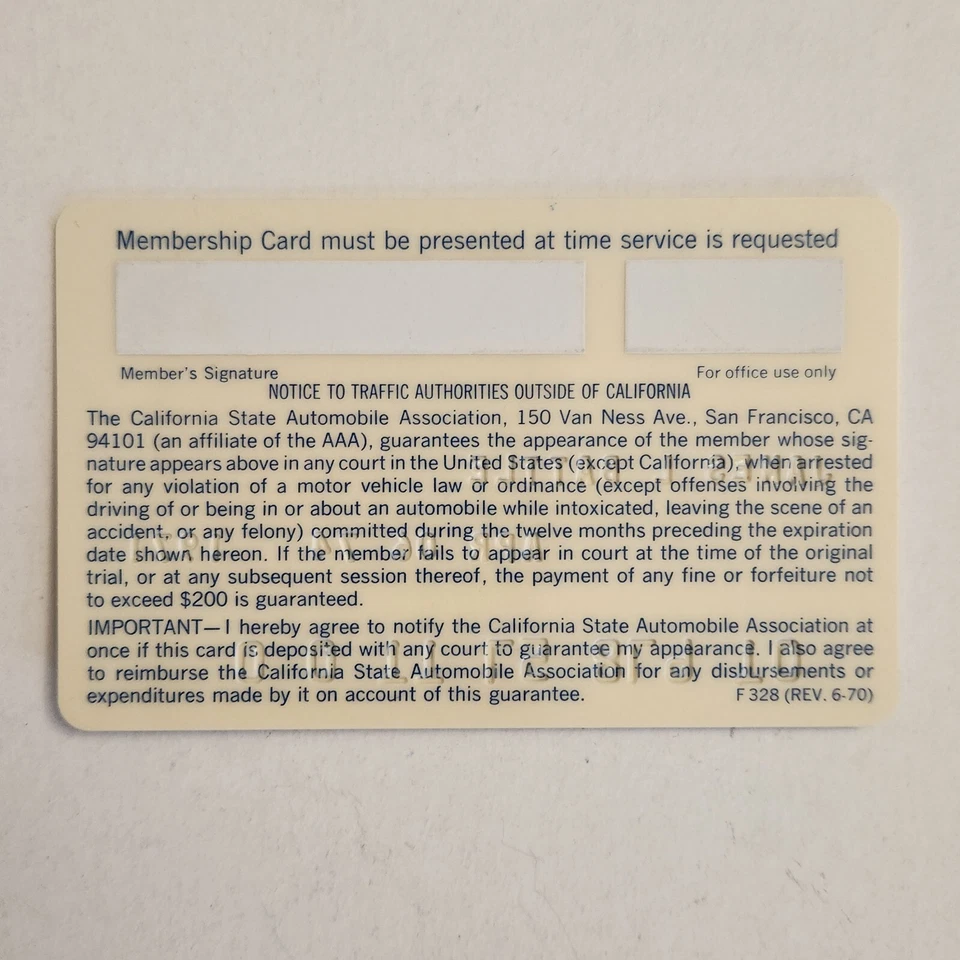 Membership Card must be presented at time service is requested
Member's Signature
For office use only
NOTICE TO TRAFFIC AUTHORITIES OUTSIDE OF CALIFORNIA
The California State Automobile Association, 150 Van Ness Ave., San Francisco, CA
94101 (an affiliate of the AAA), guarantees the appearance of the member whose sig-
nature appears above in any court in the United States (except California), when arrested
for any violation of a motor vehicle law or ordinance (except offenses involving the
driving of or being in or about an automobile while intoxicated, leaving the scene of an
accident, or any felony) committed during the twelve months preceding the expiration
date shown hereon. If the member fails to appear in court at the time of the original
trial, or at any subsequent session thereof, the payment of any fine or forfeiture not
to exceed $200 is guaranteed.
IMPORTANT—I hereby agree to notify the California State Automobile Association at
once if this card is deposited with any court to guarantee my appearance. I also agree
to reimburse the California State Automobile Association for any disbursements or
expenditures made by it on account of this guarantee.
F 328 (REV. 6-70)